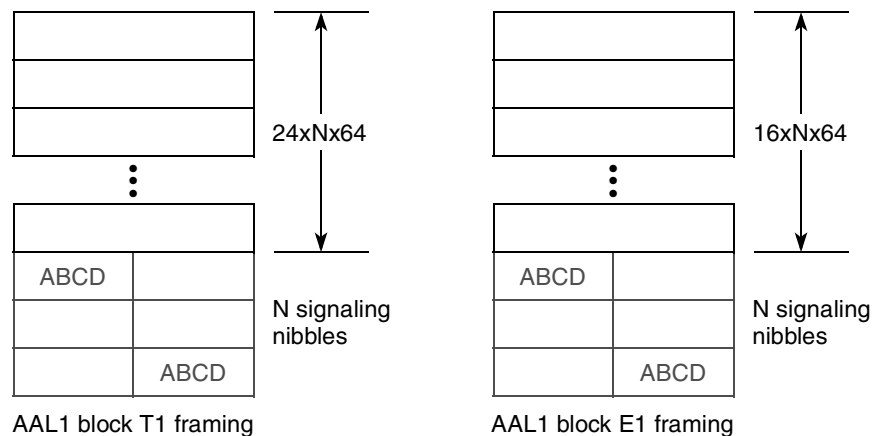 24xNx64
ABCD
ABCD
N signaling
nibbles
AAL1 block T1 framing
16xNx64
ABCD
ABCD
N signaling
nibbles
AAL1 block E1 framing